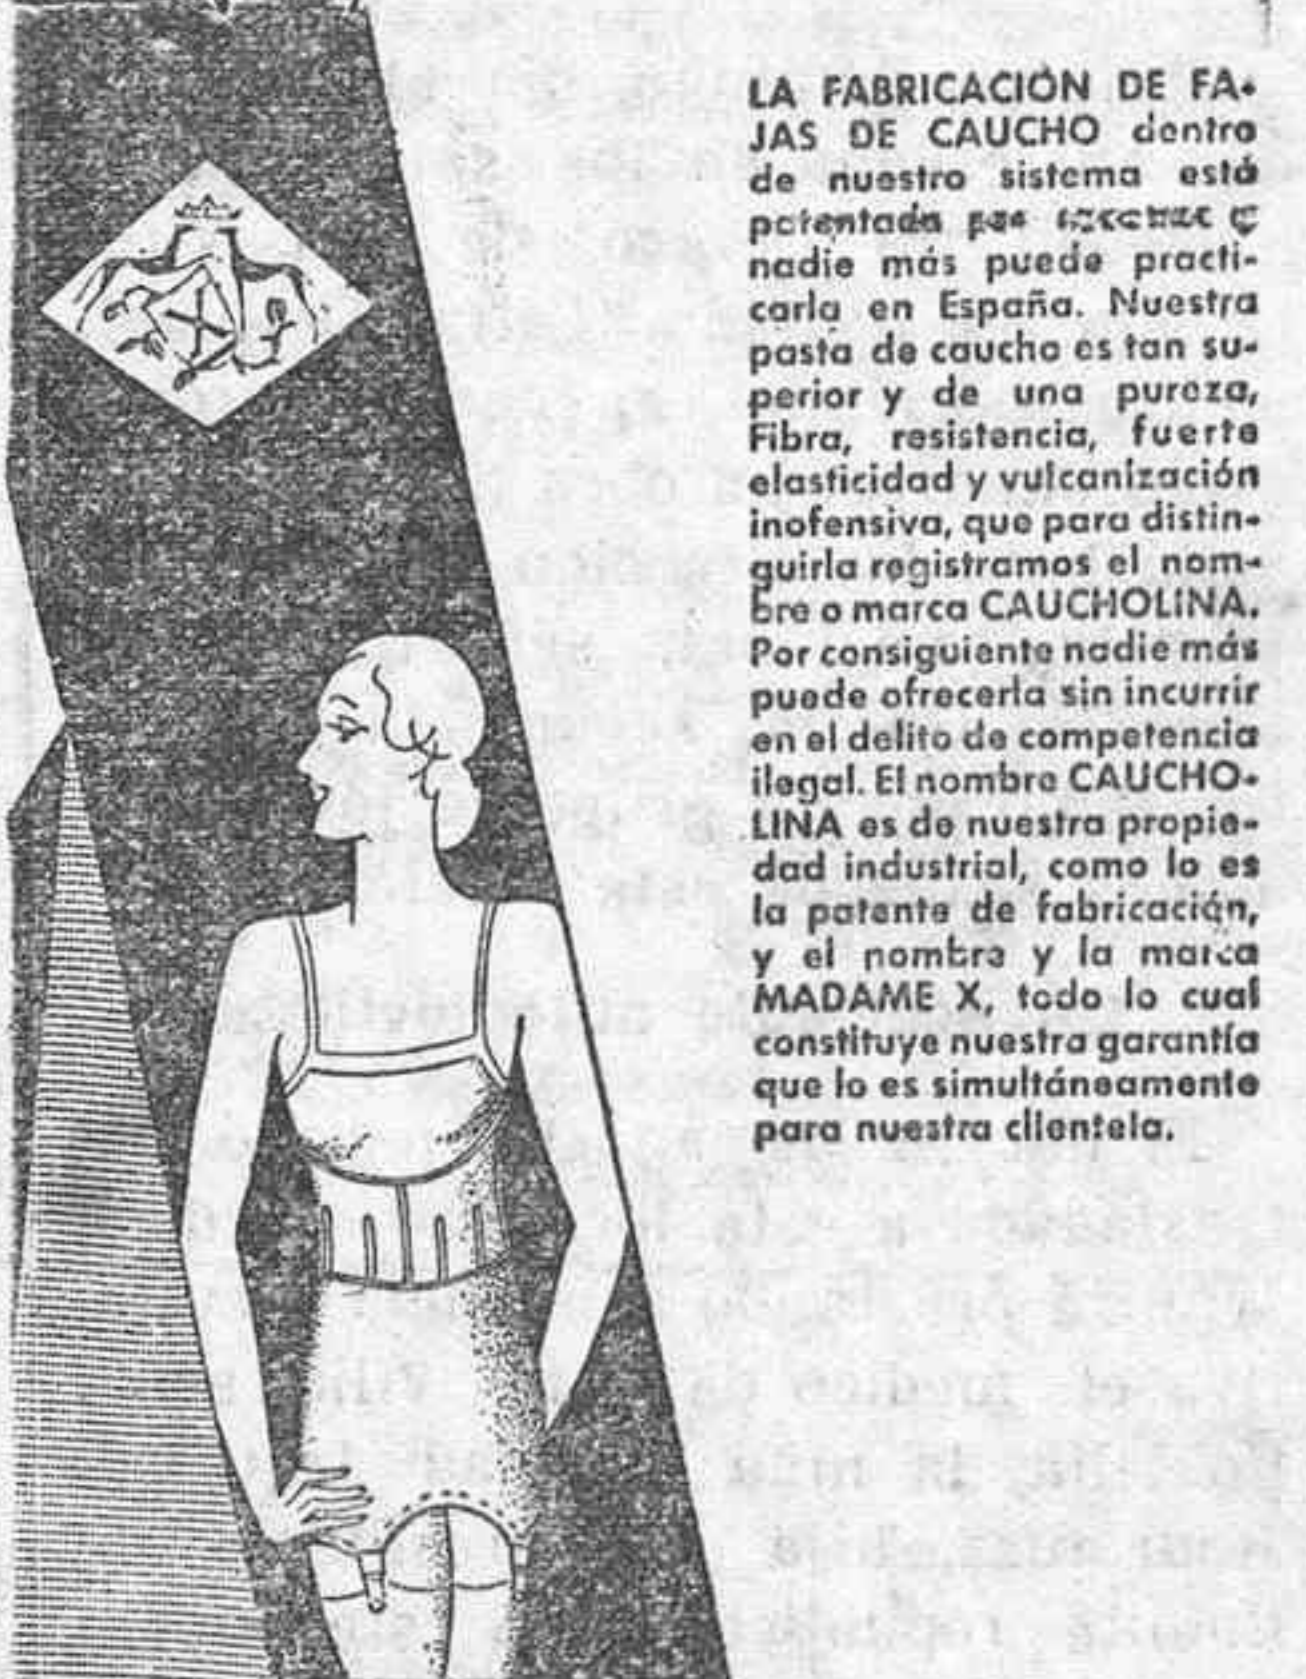 LA FABRICACIÓN DE FA-
JAS DE CAUCHO dentro
de nuestro sistema está
patentada
nadie más puede practi-
carla en España. Nuestra
pasta de caucho es tan su-
perior y de una pureza,
Fibra, resistencia, fuerte
elasticidad y vulcanización
inofensiva, que para distin-
guirla registramos el nom-
bre o marca CAUCHOLINA.
Por consiguiente nadie más
puede ofrecerla sin incurrir
en el delito de competencia
ilegal. El nombre CAUCHO-
LINA es de nuestra propie-
dad industrial, como lo es
la patente de fabricación,
y el nombre y la marca
MADAME X, todo lo cual
constituye nuestra garantía
que lo es simultáneamente
para nuestra clientela.